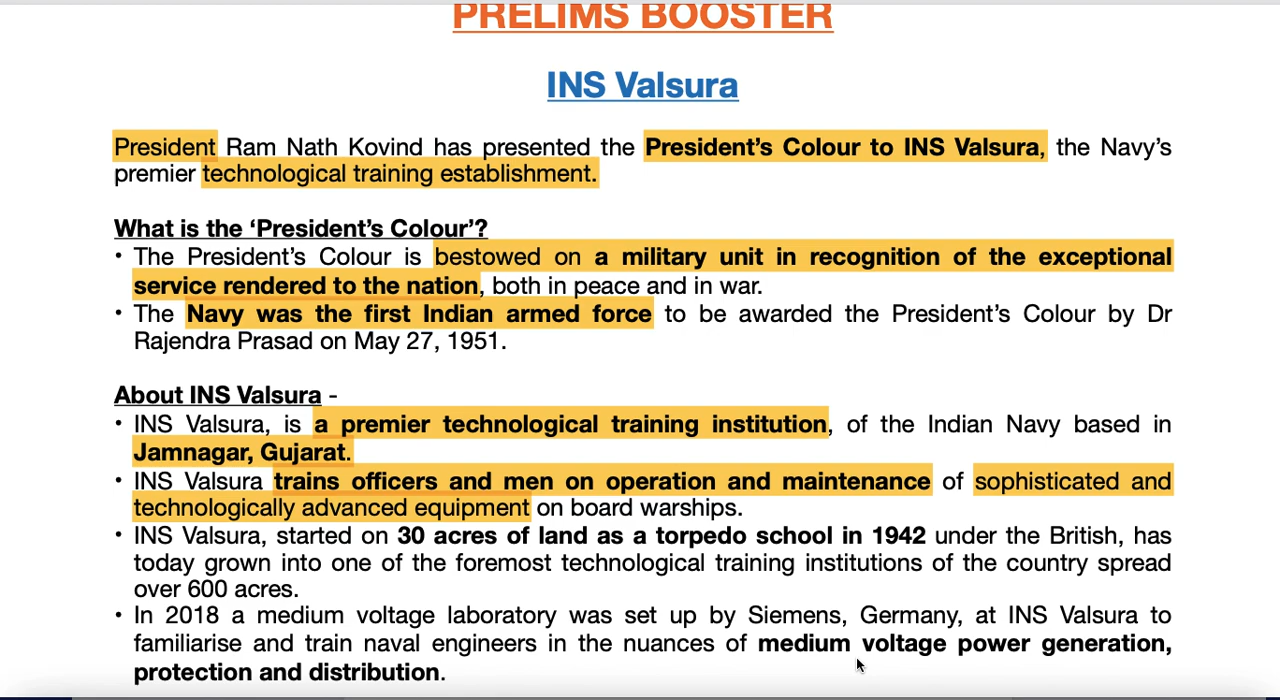 PRELIMS BOOSTER
INS Valsura
President Ram Nath Kovind has presented the President’s Colour to INS Valsura, the Navy’s
premier technological training establishment.
What is the ‘President’s Colour’?
• The President’s Colour is bestowed on a military unit in recognition of the exceptional
service rendered to the nation, both in peace and in war.
• The Navy was the first Indian armed force to be awarded the President’s Colour by Dr
Rajendra Prasad on May 27, 1951.
About INS Valsura -
• INS Valsura, is a premier technological training institution, of the Indian Navy based in
Jamnagar, Gujarat.
• INS Valsura trains officers and men on operation and maintenance of sophisticated and
technologically advanced equipment on board warships.
• INS Valsura, started on 30 acres of land as a torpedo school in 1942 under the British, has
today grown into one of the foremost technological training institutions of the country spread
over 600 acres.
• In 2018 a medium voltage laboratory was set up by Siemens, Germany, at INS Valsura to
familiarise and train naval engineers in the nuances of medium voltage power generation,
protection and distribution.